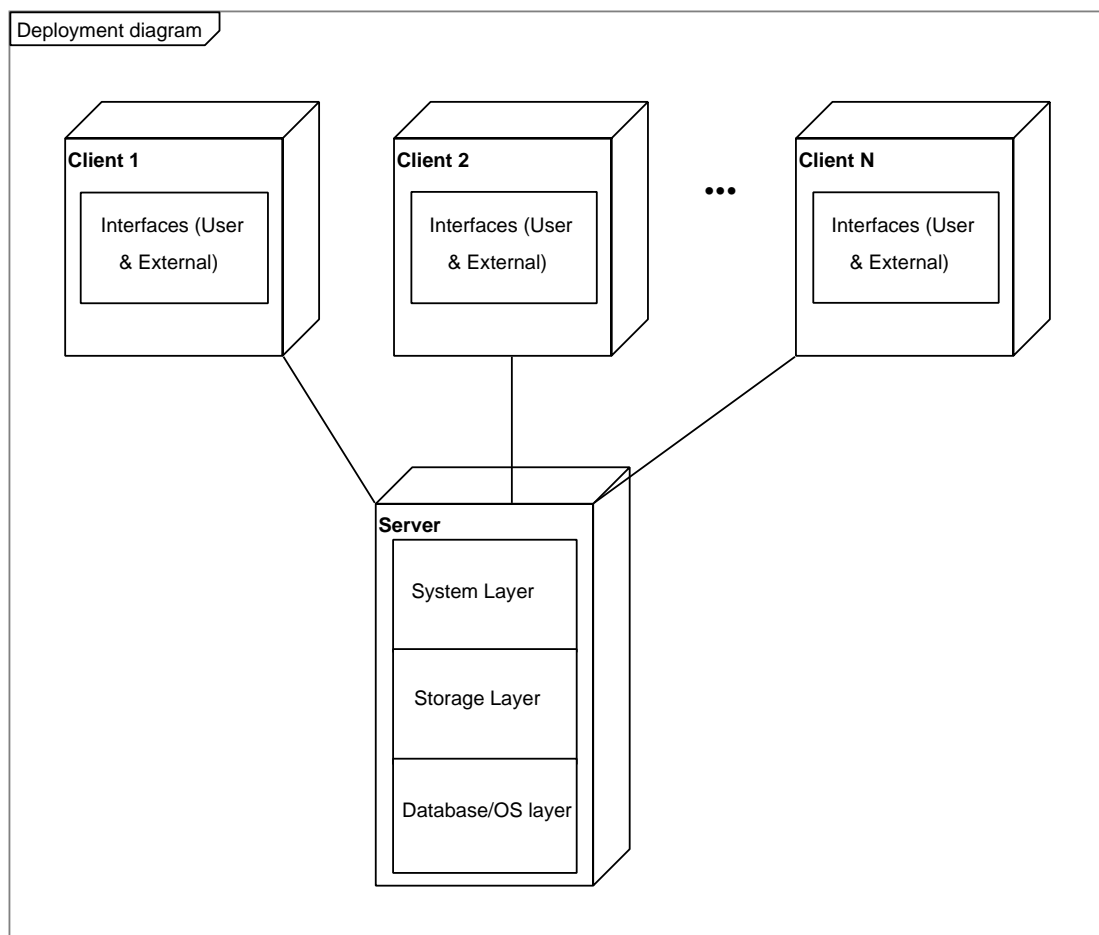 Deployment diagram
Client 1
Interfaces (User
& External)
Client 2
Interfaces (User
& External)
...
Client N
Interfaces (User
& External)
Server
System Layer
Storage Layer
Database/OS layer